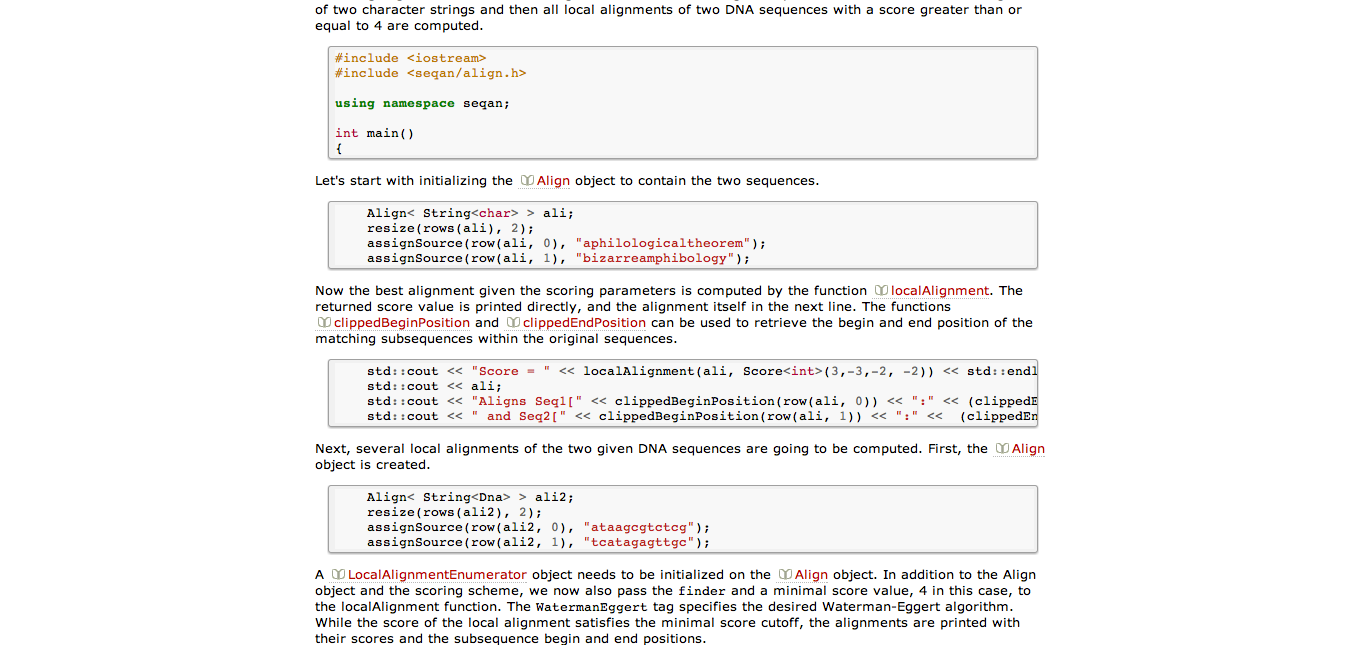 of two character strings and then all local alignments of two DNA sequences with a score greater than or
equal to 4 are computed.
#include <iostream>
#include <seqan/align.h>
using namespace seqan;
int main()
{
Let's start with initializing the Align object to contain the two sequences.
Align< String<char> > ali;
resize(rows(ali), 2);
assignSource(row(ali, 0), "aphilologicaltheorem");
assignSource(row(ali, 1), "bizarreamphibology");
Now the best alignment given the scoring parameters is computed by the function localAlignment. The
returned score value is printed directly, and the alignment itself in the next line. The functions
clippedBeginPosition and clippedEndPosition can be used to retrieve the begin and end position of the
matching subsequences within the original sequences.
std::cout << "Score = " << localAlignment(ali, Score<int>(3,-3,-2, -2)) << std::endl
std::cout << ali;
std::cout << "Aligns Seq1[" << clippedBeginPosition(row(ali, 0)) << ":" << (clippedE
std::cout << " and Seq2[" << clippedBeginPosition(row(ali, 1)) << ":" <<  (clippedEn
Next, several local alignments of the two given DNA sequences are going to be computed. First, the Align
object is created.
Align< String<Dna> > ali2;
resize(rows(ali2), 2);
assignSource(row(ali2, 0), "ataagcgtctcg");
assignSource(row(ali2, 1), "tcatagagttgc");
A LocalAlignmentEnumerator object needs to be initialized on the Align object. In addition to the Align
object and the scoring scheme, we now also pass the finder and a minimal score value, 4 in this case, to
the localAlignment function. The WatermanEggert tag specifies the desired Waterman-Eggert algorithm.
While the score of the local alignment satisfies the minimal score cutoff, the alignments are printed with
their scores and the subsequence begin and end positions.